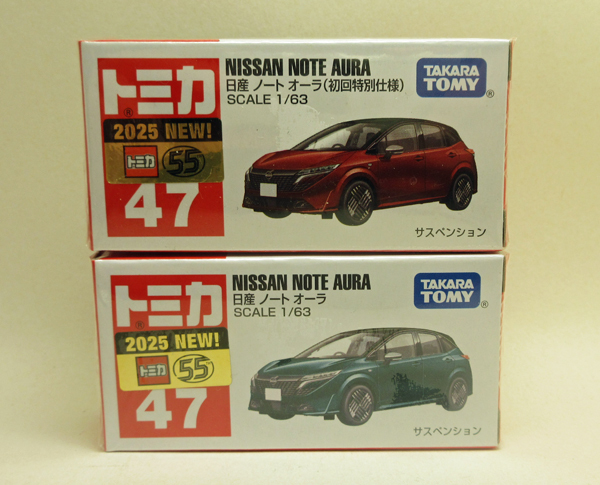 トミカ
®
2025 NEW!
トミカ 55
47
NISSAN NOTE AURA
日産 ノート オーラ(初回特別仕様)
SCALE 1/63
TAKARA
TOMY®
サスペンション
トミカ
®
2025 NEW!
トミカ 55
47
NISSAN NOTE AURA
日産 ノート オーラ
SCALE 1/63
TAKARA
TOMY®
サスペンション